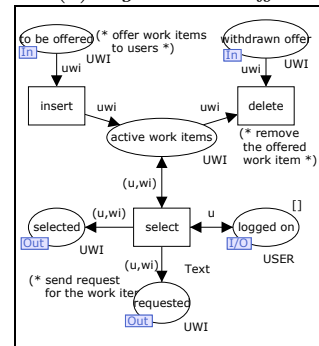 to be offered
(* offer work items
to users *)
withdrawn offer
In
UWI
In
UWI
uwi
uwi
insert
delete
uwi
uwi
active work items
UWI
(* remove
the offered
work item *)
(u,wi)
[]
(u,wi)
u
selected
select
logged on
Out
UWI
I/O
USER
(u,wi)
Text
(* send request
for the work
requested
Out
UWI